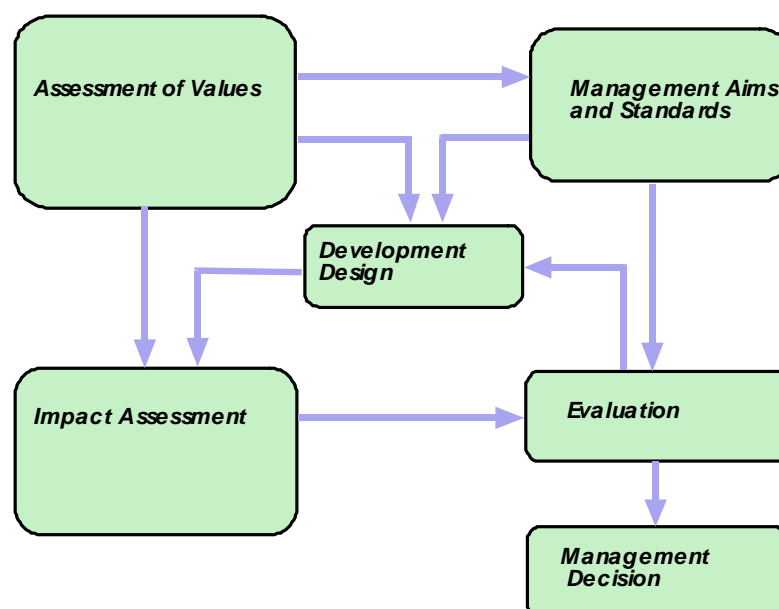 Assessment of Values
Management Aims
and Standards
Development
Design
Impact Assessment
Evaluation
Management
Decision